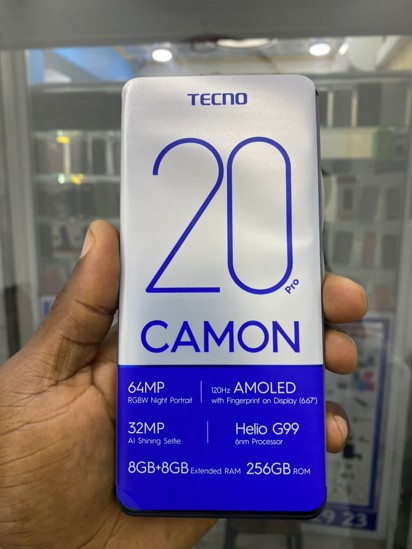 TECNO
20
Pro
CAMON
64MP
RGBW Night Portrait
120Hz AMOLED
with Fingerprint on Display (6.67")
32MP
AI Shining Selfie
Helio G99
6nm Processor
8GB+8GB Extended RAM 256GB ROM
23